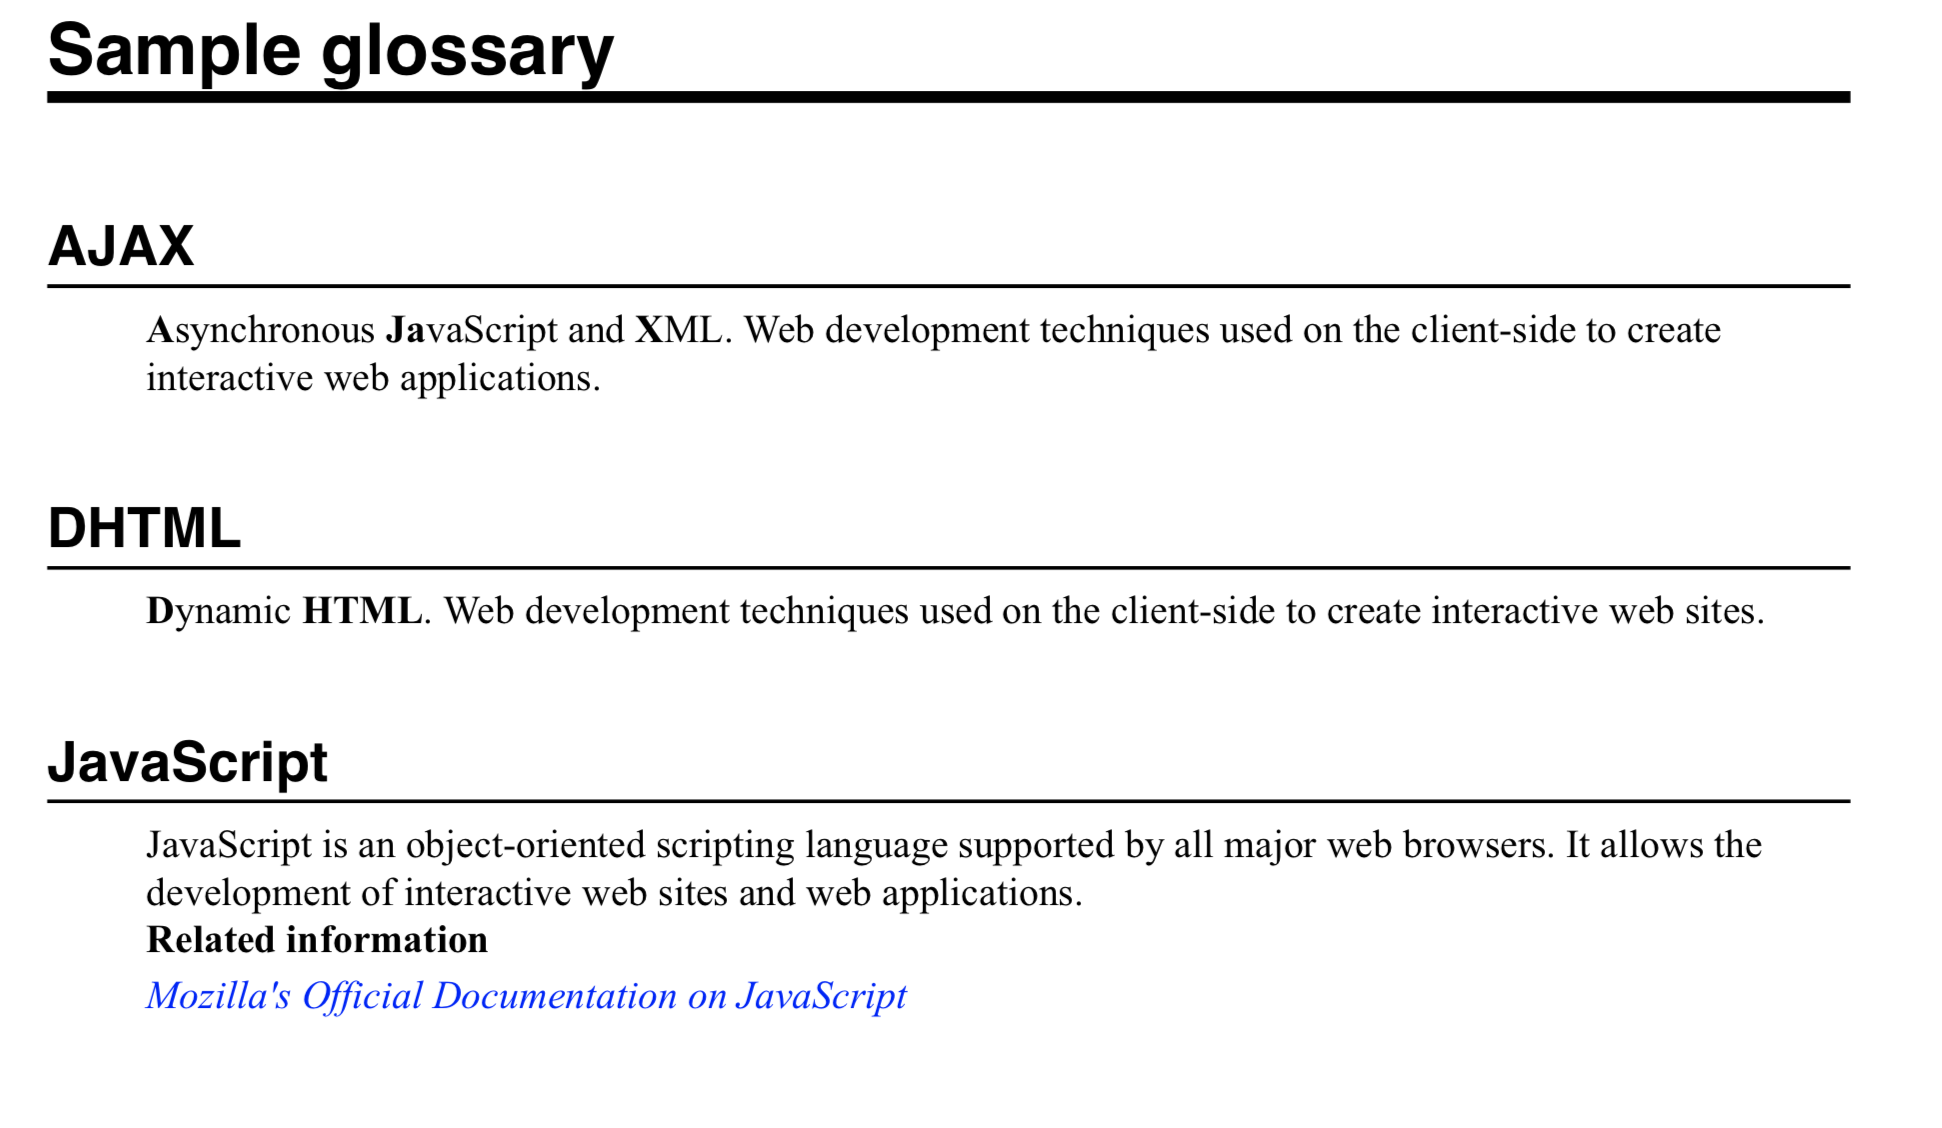 Sample glossary
AJAX
Asynchronous JavaScript and XML. Web development techniques used on the client-side to create
interactive web applications.
DHTML
Dynamic HTML. Web development techniques used on the client-side to create interactive web sites.
JavaScript
JavaScript is an object-oriented scripting language supported by all major web browsers. It allows the
development of interactive web sites and web applications.
Related information
Mozilla's Official Documentation on JavaScript